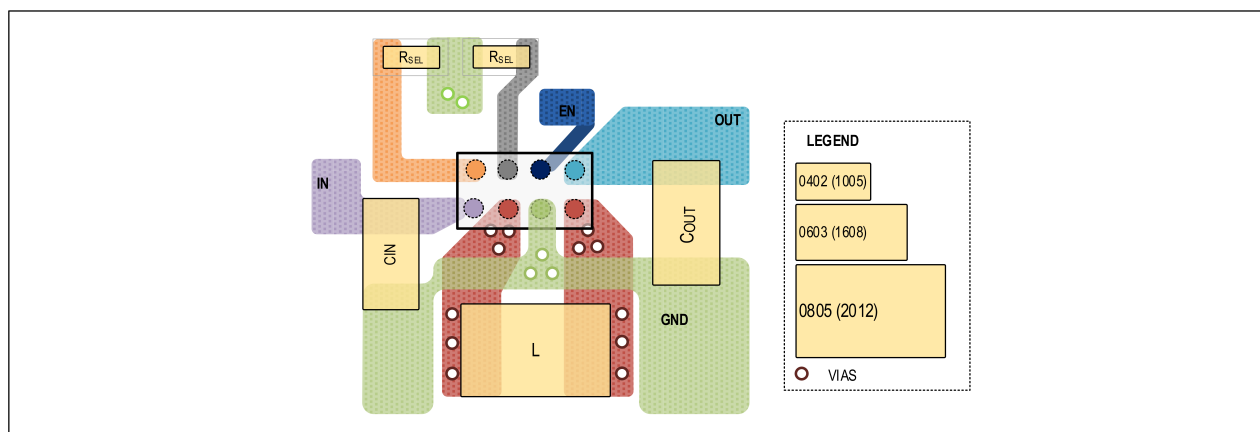 RSEL
RSEL
EN
OUT
IN
CIN
COUT
GND
L
LEGEND
0402 (1005)
0603 (1608)
0805 (2012)
VIAS